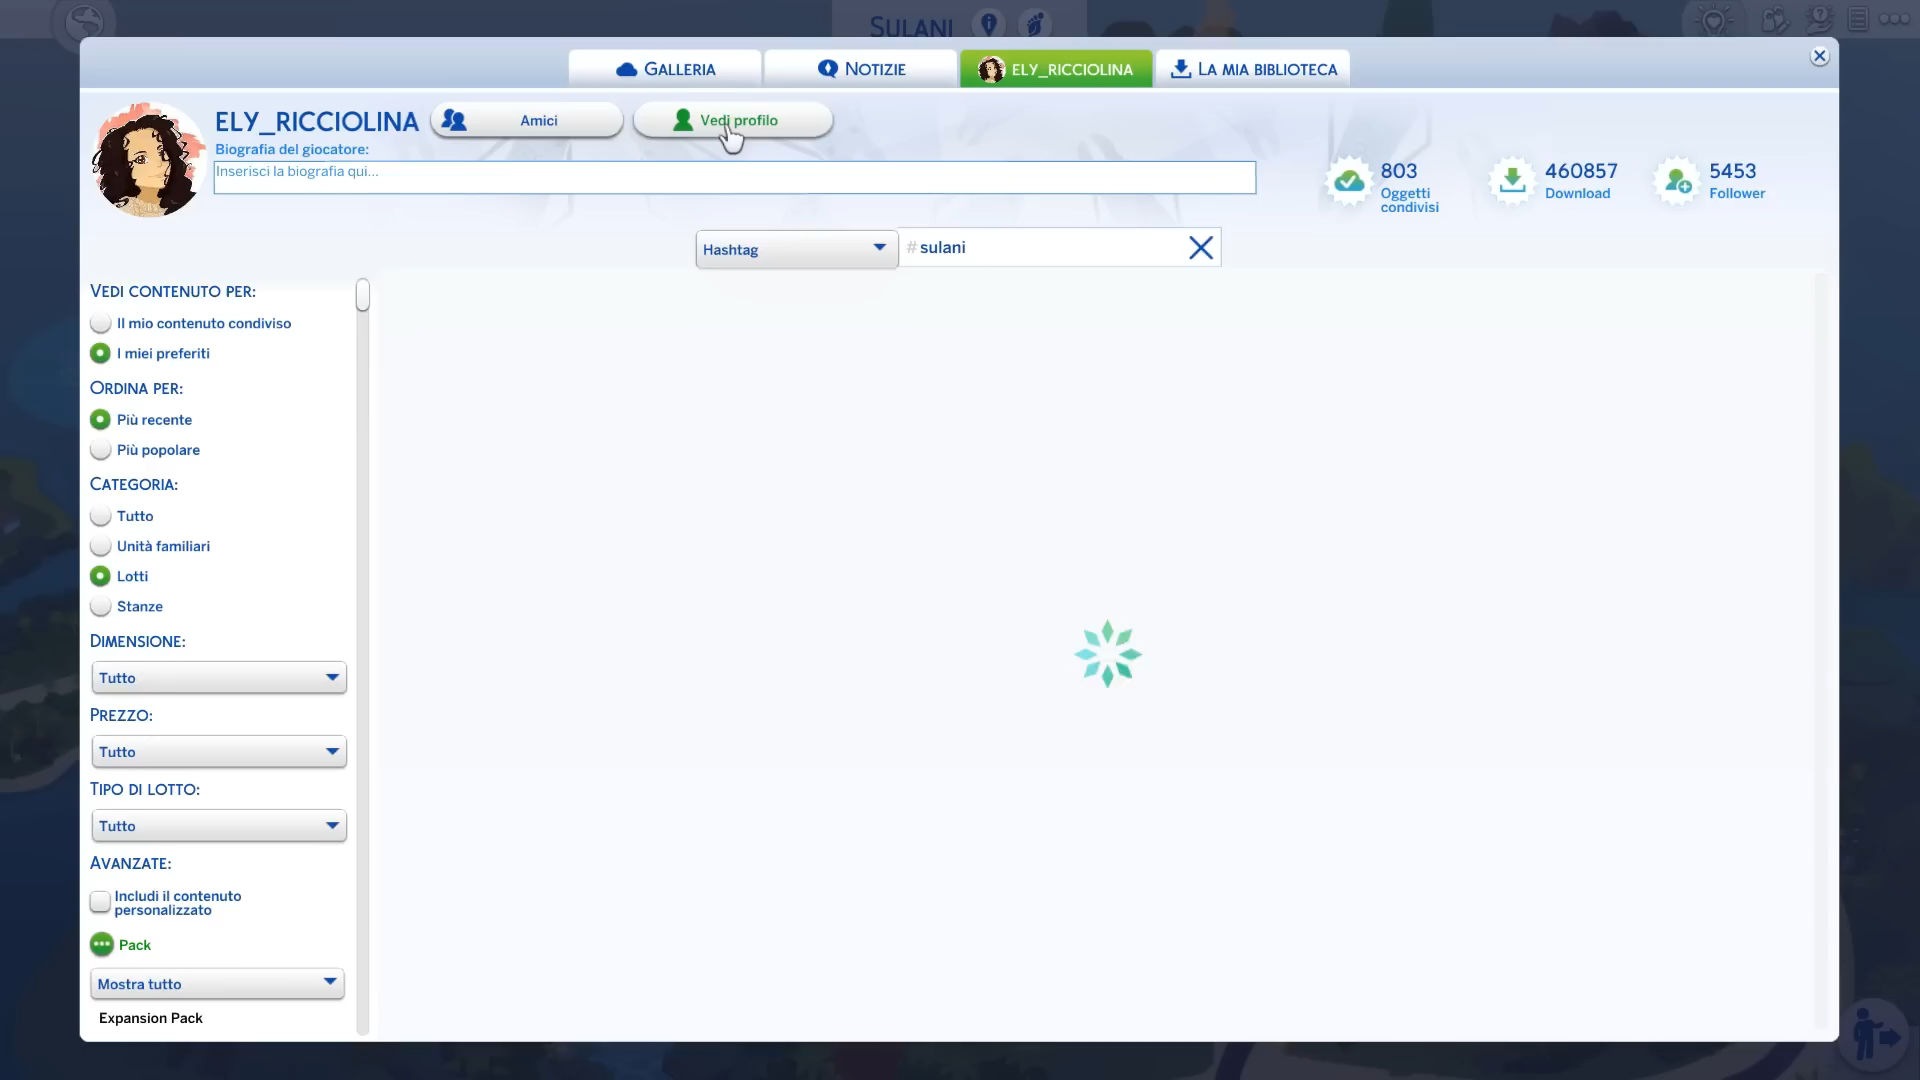 SULANI
GALLERIA
NOTIZIE
ELY_RICCIOLINA
LA MIA BIBLIOTECA
ELY_RICCIOLINA
Amici
Vedi profilo
Biografia del giocatore:
Inserisci la biografia qui...
803
Oggetti
condivisi
460857
Download
5453
Follower
Hashtag
#sulani
VEDI CONTENUTO PER:
Il mio contenuto condiviso
I miei preferiti
ORDINA PER:
Più recente
Più popolare
CATEGORIA:
Tutto
Unità familiari
Lotti
Stanze
DIMENSIONE:
Tutto
PREZZO:
Tutto
TIPO DI LOTTO:
Tutto
AVANZATE:
Includi il contenuto
personalizzato
Pack
Mostra tutto
Expansion Pack